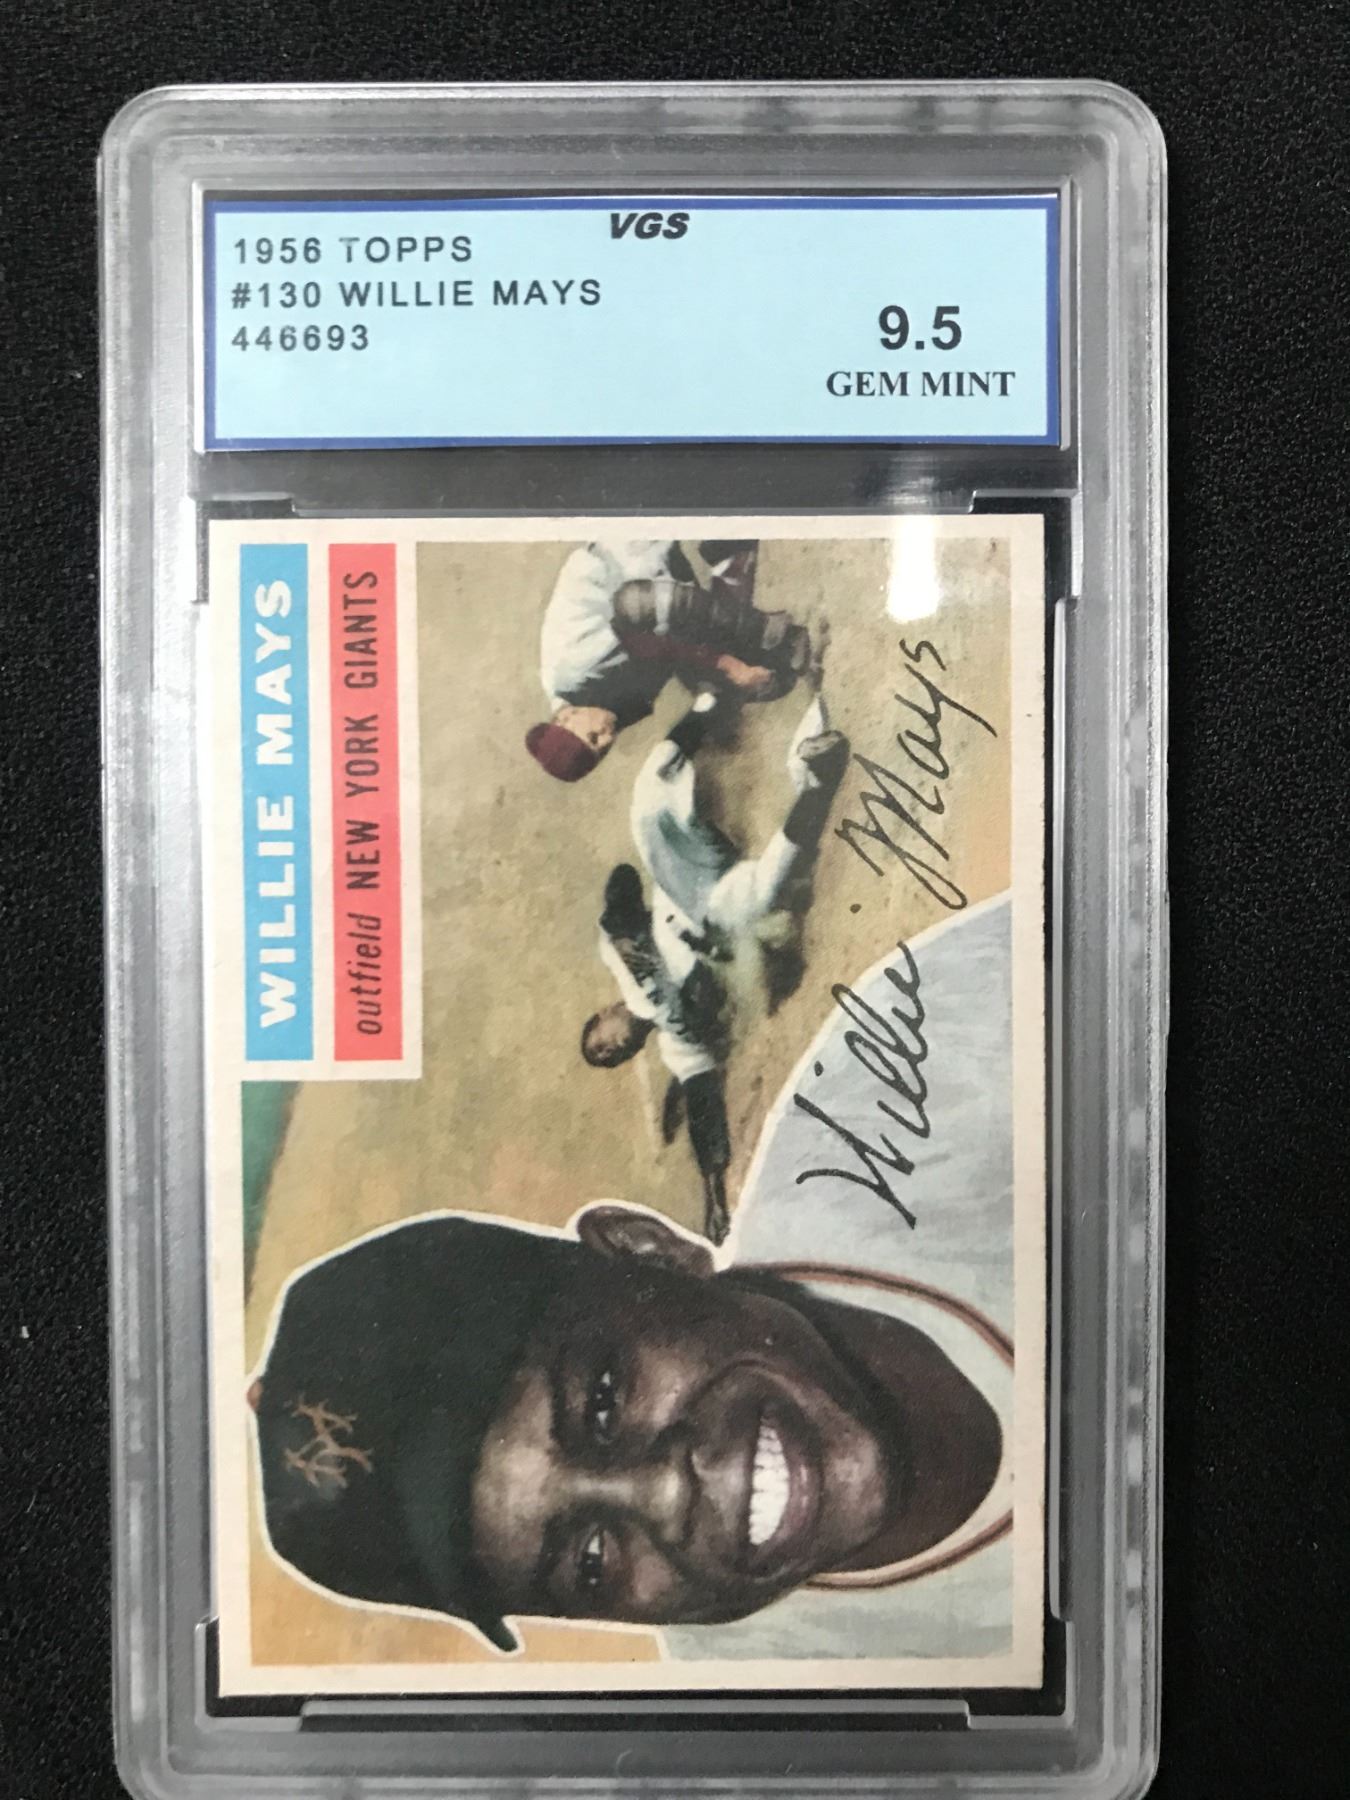 VGS
1956 TOPPS
#130 WILLIE MAYS
446693
9.5
GEM MINT
WILLIE MAYS
outfield NEW YORK GIANTS
Willie Mays
NY